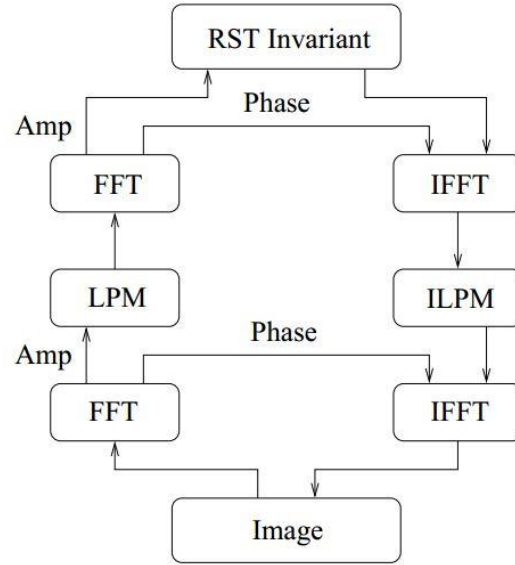 RST Invariant
Phase
Amp
FFT
IFFT
LPM
ILPM
Phase
Amp
FFT
IFFT
Image